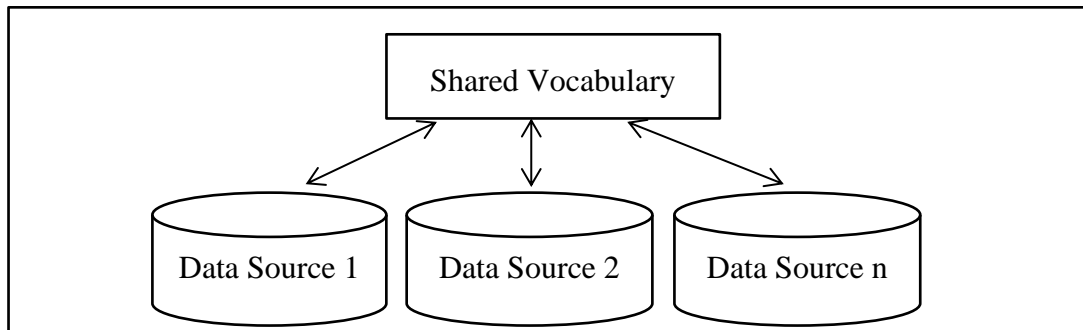 Shared Vocabulary
Data Source 1
Data Source 2
Data Source n